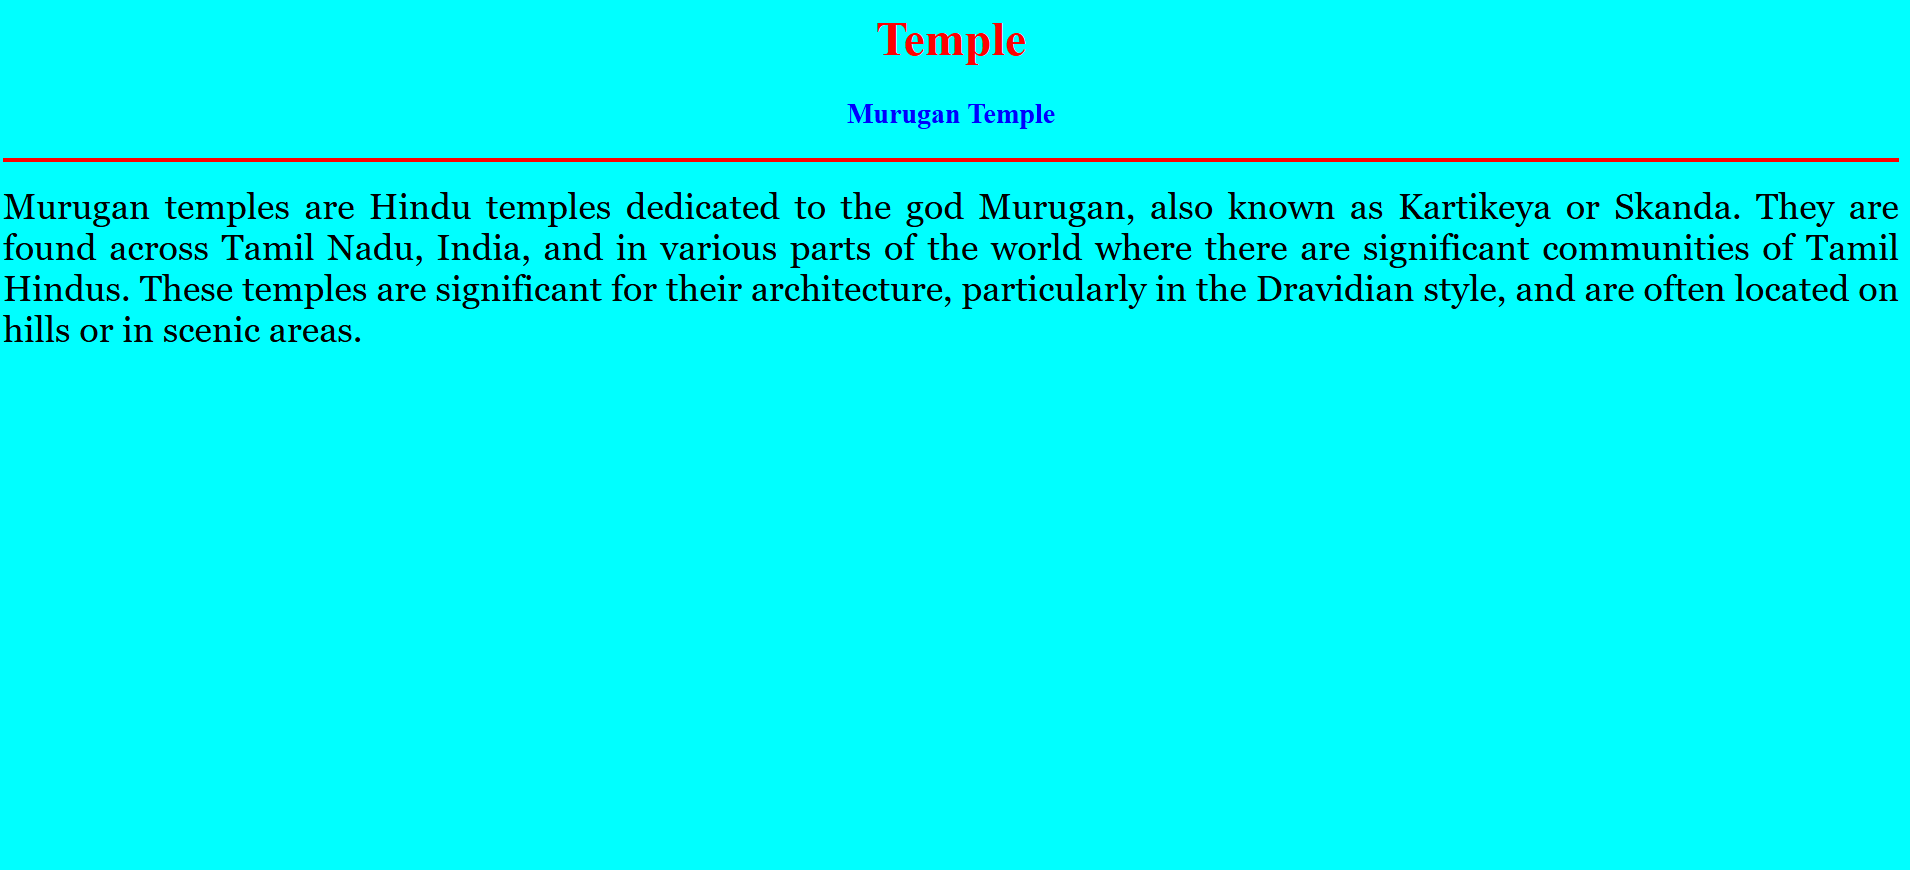 Temple
Murugan Temple
Murugan temples are Hindu temples dedicated to the god Murugan, also known as Kartikeya or Skanda. They are
found across Tamil Nadu, India, and in various parts of the world where there are significant communities of Tamil
Hindus. These temples are significant for their architecture, particularly in the Dravidian style, and are often located on
hills or in scenic areas.